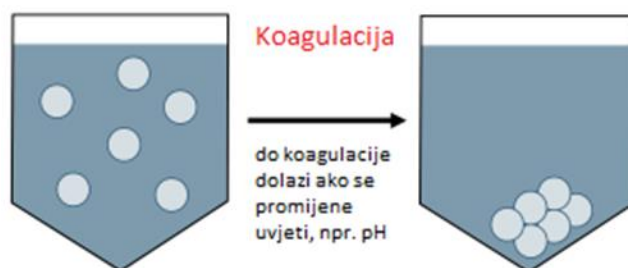 Koagulacija
do koagulacije
dolazi ako se
promijene
uvjeti, npr. pH